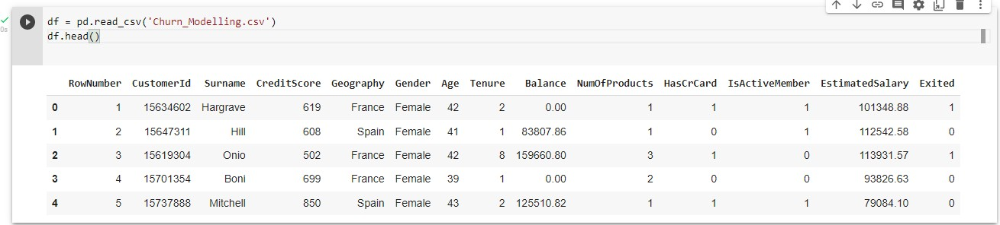 df = pd.read_csv('Churn_Modelling.csv')
df.head()
0s
RowNumber CustomerId Surname CreditScore Geography Gender Age Tenure Balance NumOfProducts HasCrCard IsActiveMember EstimatedSalary Exited
0 1 15634602 Hargrave 619 France Female 42 2 0.00 1 1 1 101348.88 1
1 2 15647311 Hill 608 Spain Female 41 1 83807.86 1 0 1 112542.58 0
2 3 15619304 Onio 502 France Female 42 8 159660.80 3 1 0 113931.57 1
3 4 15701354 Boni 699 France Female 39 1 0.00 2 0 0 93826.63 0
4 5 15737888 Mitchell 850 Spain Female 43 2 125510.82 1 1 1 79084.10 0